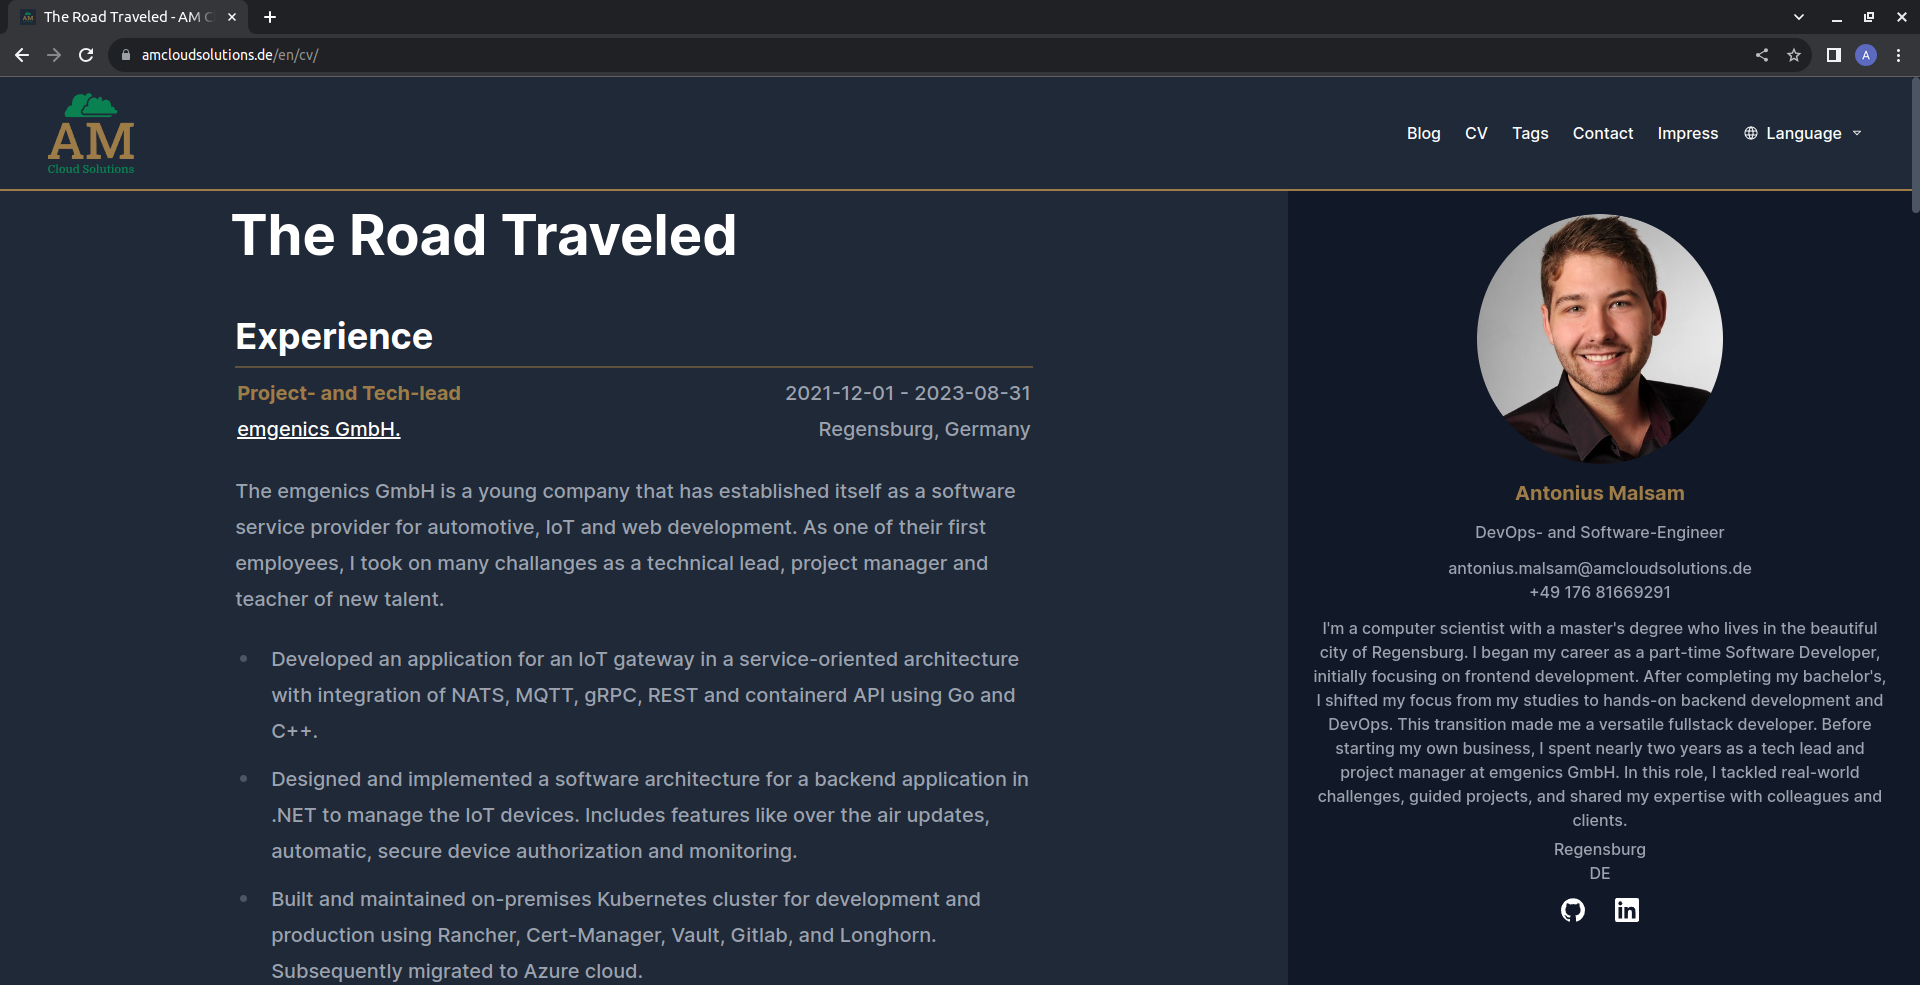 The Road Traveled - AM C
amcloudsolutions.de/en/cv/
A
AM
Cloud Solutions
Blog CV Tags Contact Impress Language
The Road Traveled
Experience
Project- and Tech-lead 2021-12-01 - 2023-08-31
emgenics GmbH. Regensburg, Germany
The emgenics GmbH is a young company that has established itself as a software
service provider for automotive, IoT and web development. As one of their first
employees, I took on many challanges as a technical lead, project manager and
teacher of new talent.
Developed an application for an IoT gateway in a service-oriented architecture
with integration of NATS, MQTT, gRPC, REST and containerd API using Go and
C++.
Designed and implemented a software architecture for a backend application in
.NET to manage the IoT devices. Includes features like over the air updates,
automatic, secure device authorization and monitoring.
Built and maintained on-premises Kubernetes cluster for development and
production using Rancher, Cert-Manager, Vault, Gitlab, and Longhorn.
Subsequently migrated to Azure cloud.
Antonius Malsam
DevOps- and Software-Engineer
antonius.malsam@amcloudsolutions.de
+49 176 81669291
I'm a computer scientist with a master's degree who lives in the beautiful
city of Regensburg. I began my career as a part-time Software Developer,
initially focusing on frontend development. After completing my bachelor's,
I shifted my focus from my studies to hands-on backend development and
DevOps. This transition made me a versatile fullstack developer. Before
starting my own business, I spent nearly two years as a tech lead and
project manager at emgenics GmbH. In this role, I tackled real-world
challenges, guided projects, and shared my expertise with colleagues and
clients.
Regensburg
DE
in